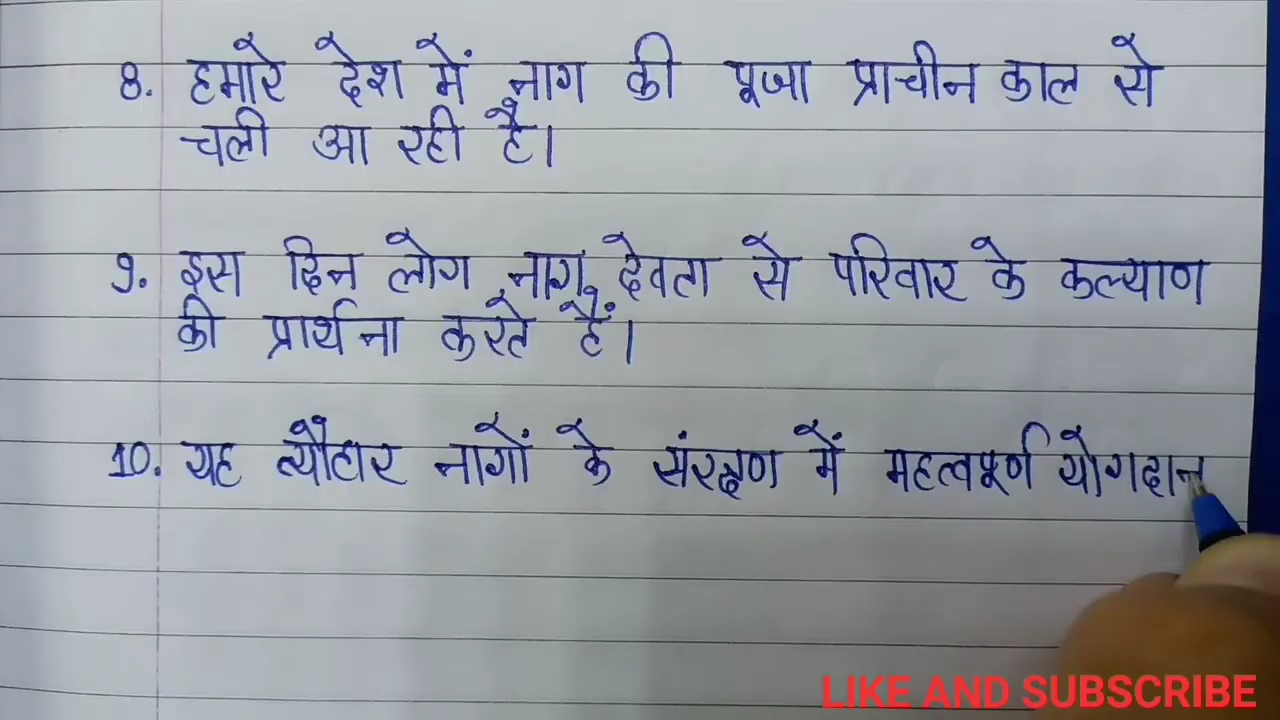 8. हमारे देश में नाग की पूजा प्राचीन काल से
चली आ रही है।
9. इस दिन लोग नाग देवता से परिवार के कल्याण
की प्रार्थना करते हैं।
10. यह त्यौहार नागों के संरक्षण में महत्वपूर्ण योगदान
LIKE AND SUBSCRIBE